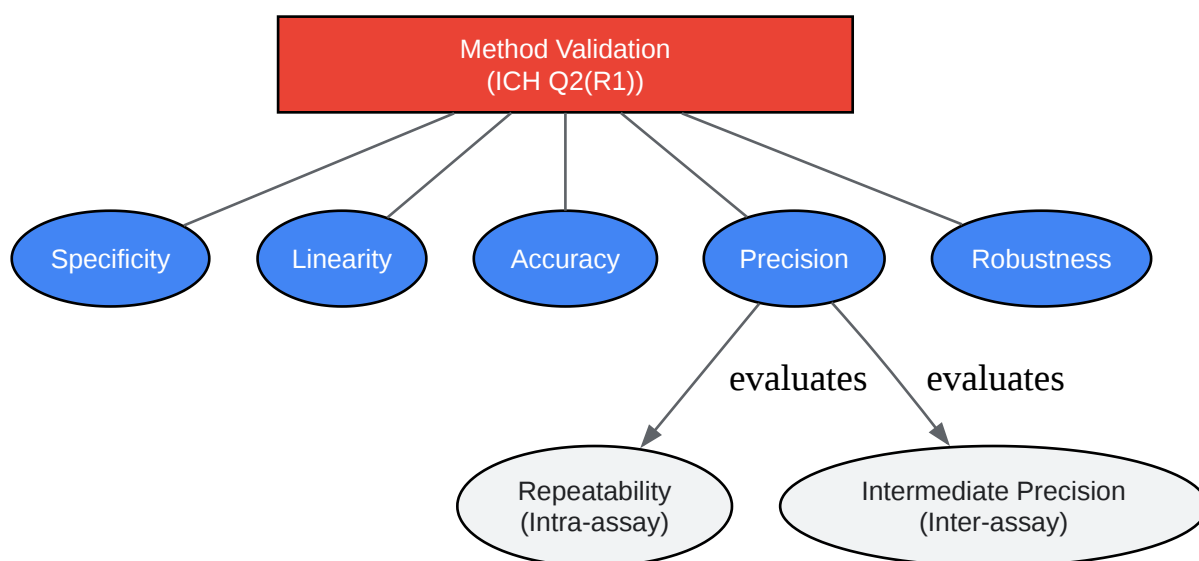 Method Validation
(ICH Q2(R1))
Specificity
Linearity
Accuracy
Precision
Robustness
evaluates
evaluates
Repeatability
(Intra-assay)
Intermediate Precision
(Inter-assay)